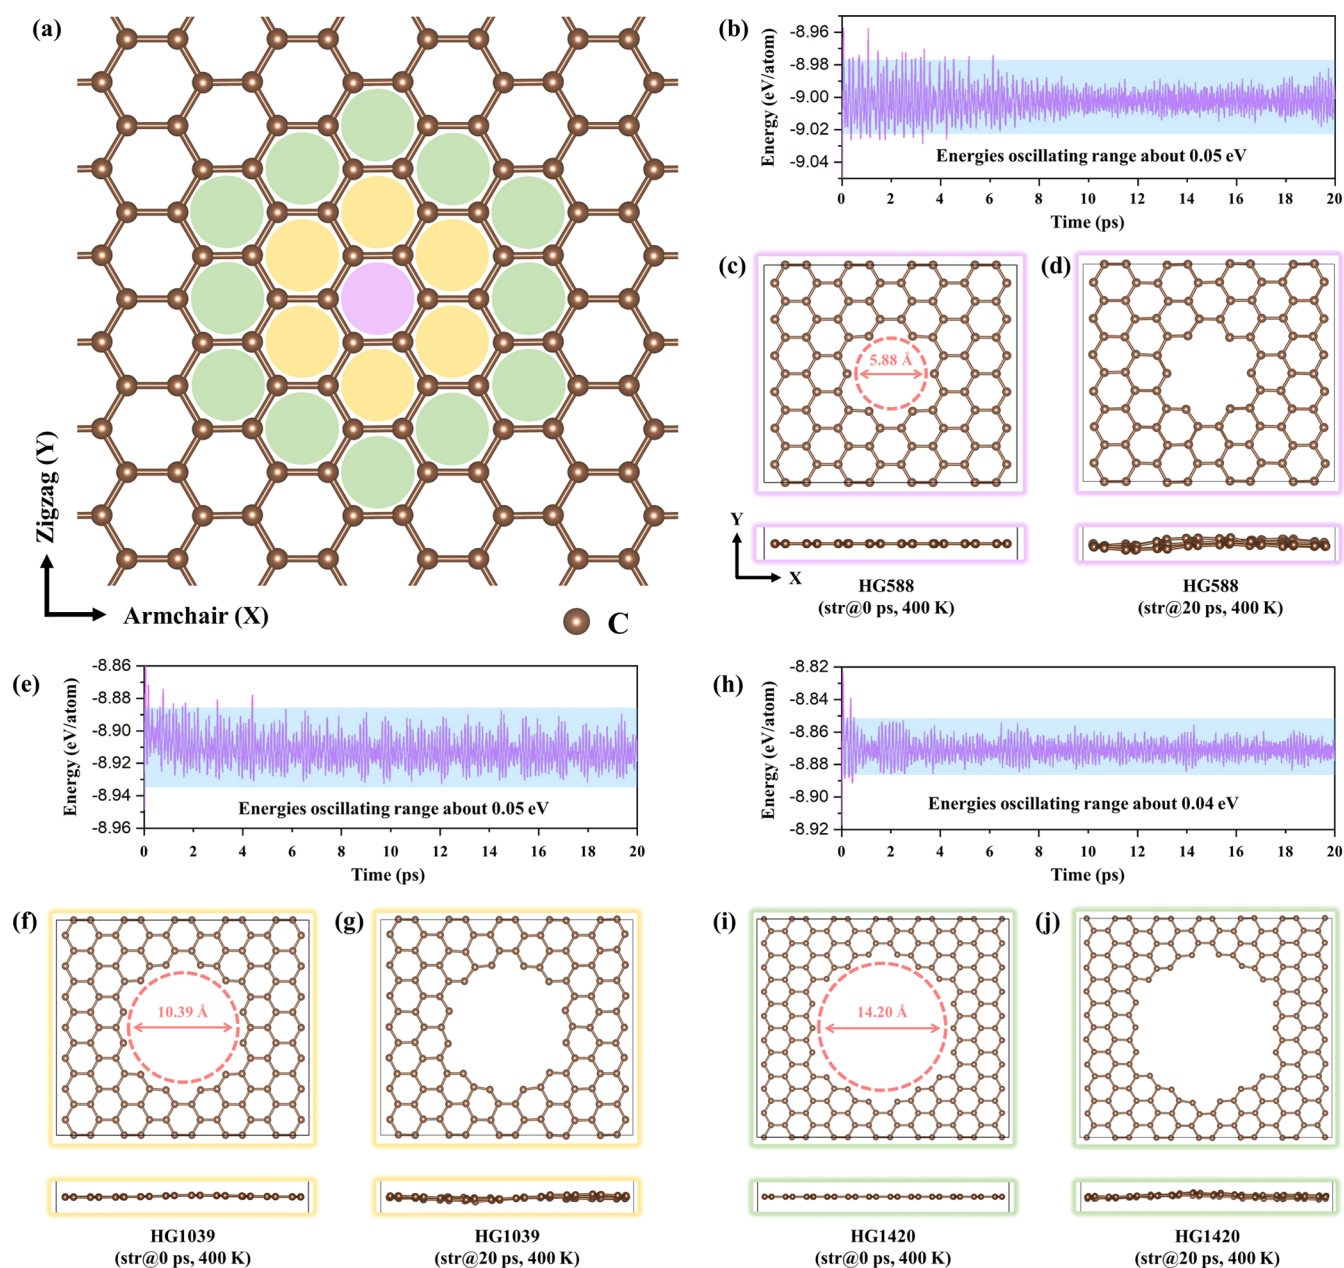 (a)
Zigzag (Y)
Armchair (X)
C
(b)
Energy (eV/atom)
-8.96
-8.98
-9.00
-9.02
-9.04
Energies oscillating range about 0.05 eV
0 2 4 6 8 10 12 14 16 18 20
Time (ps)
(c)
5.88 Å
(d)
Y
X
HG588
(str@0 ps, 400 K)
HG588
(str@20 ps, 400 K)
(e)
Energy (eV/atom)
-8.86
-8.88
-8.90
-8.92
-8.94
-8.96
Energies oscillating range about 0.05 eV
0 2 4 6 8 10 12 14 16 18 20
Time (ps)
(h)
Energy (eV/atom)
-8.82
-8.84
-8.86
-8.88
-8.90
-8.92
Energies oscillating range about 0.04 eV
0 2 4 6 8 10 12 14 16 18 20
Time (ps)
(f)
10.39 Å
(g)
HG1039
(str@0 ps, 400 K)
HG1039
(str@20 ps, 400 K)
(i)
14.20 Å
(j)
HG1420
(str@0 ps, 400 K)
HG1420
(str@20 ps, 400 K)